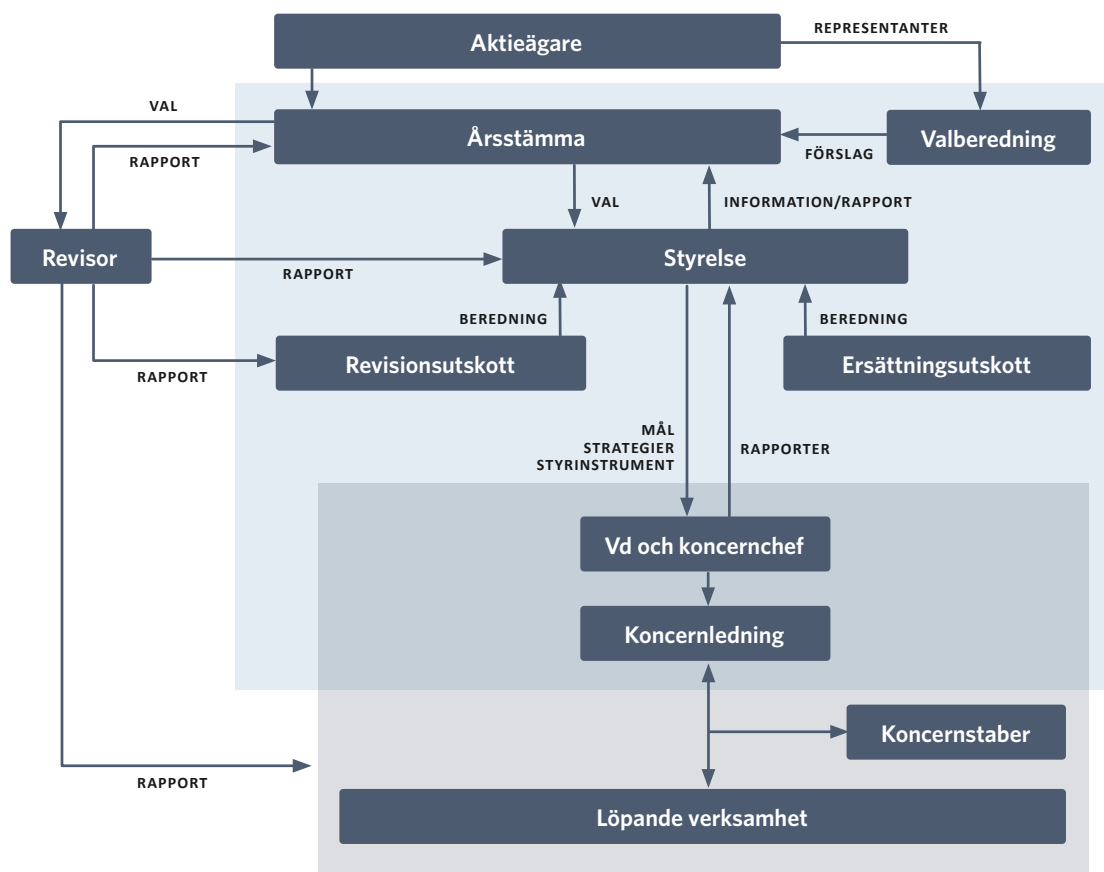 Aktieägare
REPRESENTANTER
VAL
Årsstämma
Valberedning
RAPPORT
FÖRSLAG
VAL
INFORMATION/RAPPORT
Revisor
Styrelse
RAPPORT
BEREDNING
BEREDNING
Revisionsutskott
Ersättningsutskott
RAPPORT
MÅL
STRATEGIER
STYRINSTRUMENT
RAPPORTER
Vd och koncernchef
Koncernledning
Koncernstaber
RAPPORT
Löpande verksamhet